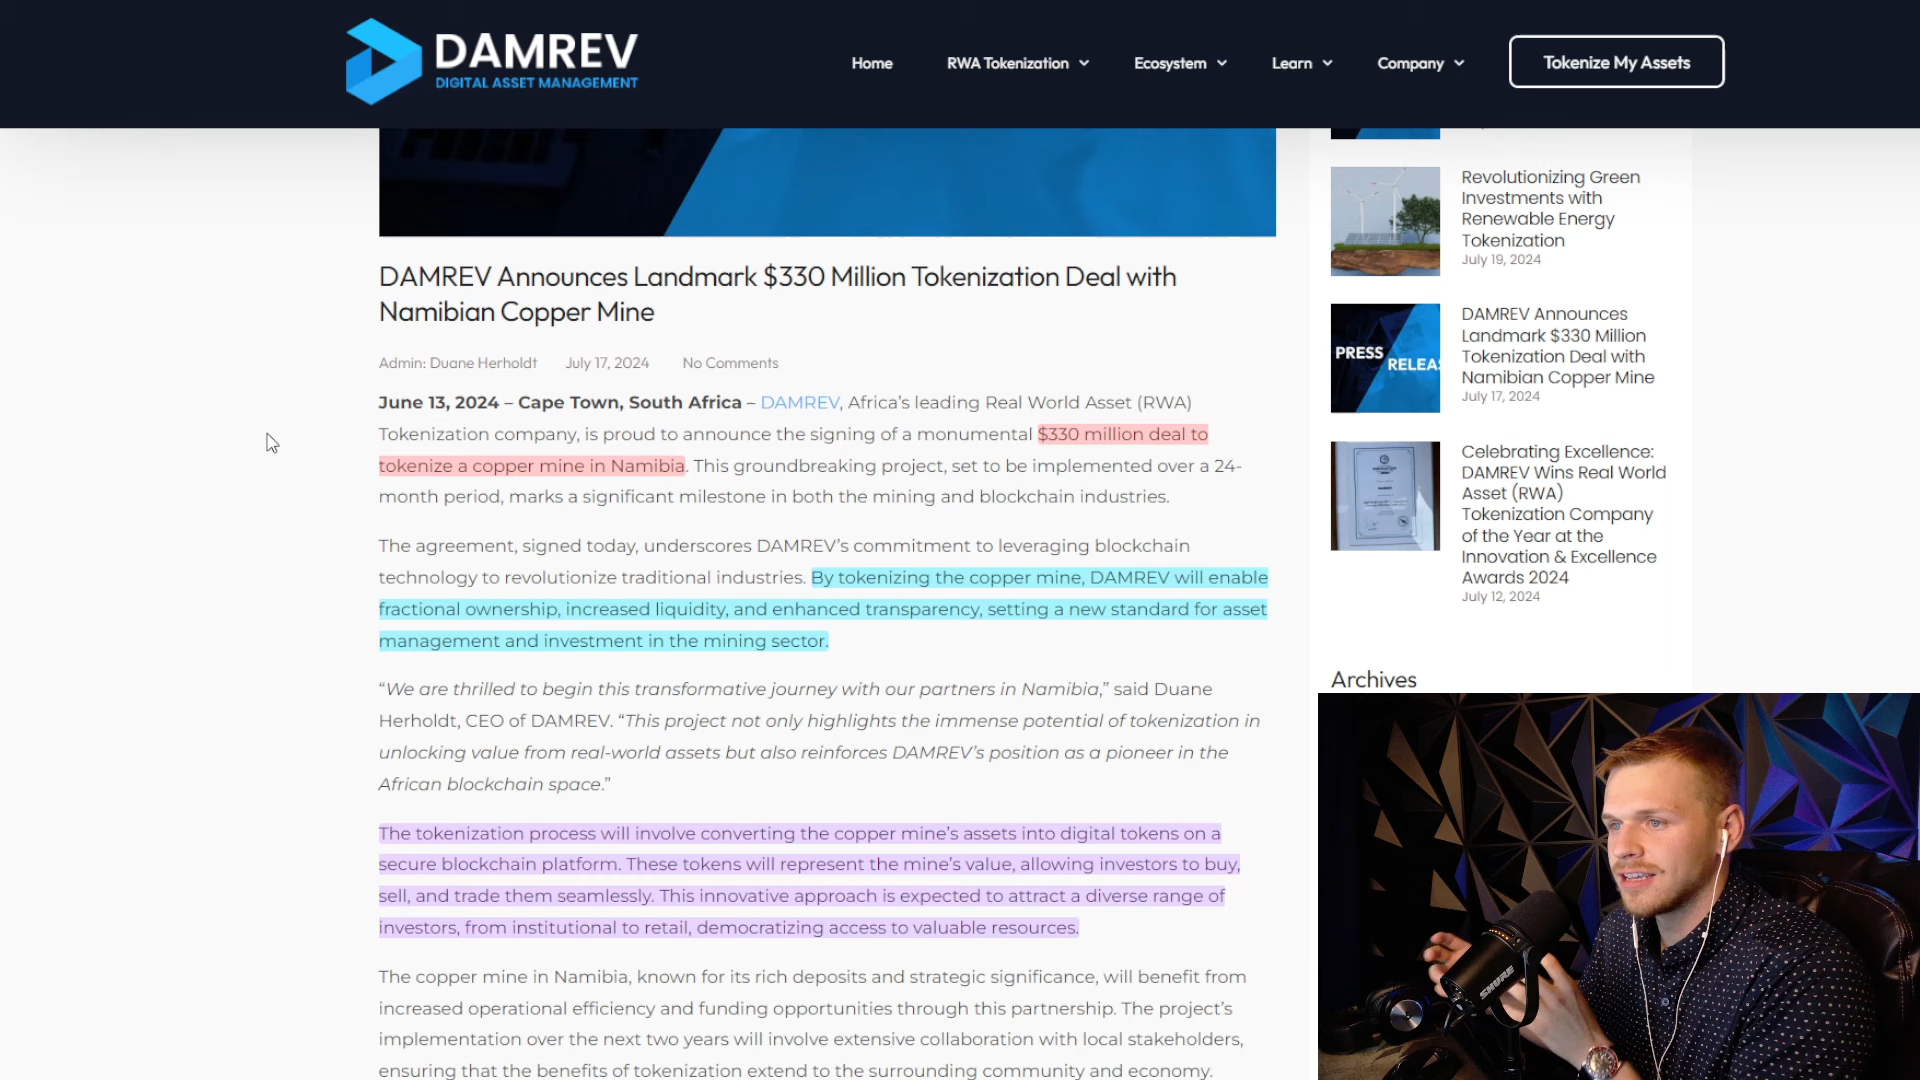 DAMREV
DIGITAL ASSET MANAGEMENT
Home
RWA Tokenization
Ecosystem
Learn
Company
Tokenize My Assets
DAMREV Announces Landmark $330 Million Tokenization Deal with
Namibian Copper Mine
Admin: Duane Herholdt
July 17, 2024
No Comments
June 13, 2024 – Cape Town, South Africa – DAMREV, Africa's leading Real World Asset (RWA)
Tokenization company, is proud to announce the signing of a monumental $330 million deal to
tokenize a copper mine in Namibia. This groundbreaking project, set to be implemented over a 24-
month period, marks a significant milestone in both the mining and blockchain industries.
The agreement, signed today, underscores DAMREV's commitment to leveraging blockchain
technology to revolutionize traditional industries. By tokenizing the copper mine, DAMREV will enable
fractional ownership, increased liquidity, and enhanced transparency, setting a new standard for asset
management and investment in the mining sector.
“We are thrilled to begin this transformative journey with our partners in Namibia,” said Duane
Herholdt, CEO of DAMREV. “This project not only highlights the immense potential of tokenization in
unlocking value from real-world assets but also reinforces DAMREV's position as a pioneer in the
African blockchain space.”
The tokenization process will involve converting the copper mine's assets into digital tokens on a
secure blockchain platform. These tokens will represent the mine's value, allowing investors to buy,
sell, and trade them seamlessly. This innovative approach is expected to attract a diverse range of
investors, from institutional to retail, democratizing access to valuable resources.
The copper mine in Namibia, known for its rich deposits and strategic significance, will benefit from
increased operational efficiency and funding opportunities through this partnership. The project's
implementation over the next two years will involve extensive collaboration with local stakeholders,
ensuring that the benefits of tokenization extend to the surrounding community and economy.
Revolutionizing Green
Investments with
Renewable Energy
Tokenization
July 19, 2024
PRESS
RELEA
DAMREV Announces
Landmark $330 Million
Tokenization Deal with
Namibian Copper Mine
July 17, 2024
Celebrating Excellence:
DAMREV Wins Real World
Asset (RWA)
Tokenization Company
of the Year at the
Innovation & Excellence
Awards 2024
July 12, 2024
Archives
SHURE